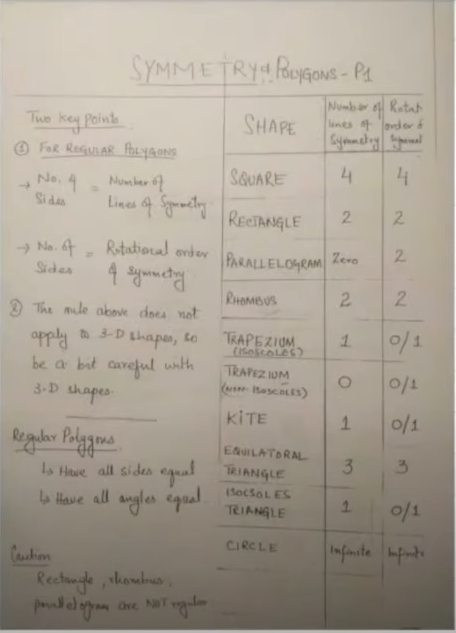 SYMMETRY & POLYGONS - P1
Two key points
① FOR REGULAR POLYGONS
→ No. of Sides = Number of Lines of Symmetry
→ No. of Sides = Rotational order of Symmetry
② The rule above does not
apply to 3-D shapes, so
be a bit careful with
3-D shapes.
Regular Polygons
↳ Have all sides equal
↳ Have all angles equal
Caution
Rectangle, rhombus,
parallelogram are NOT regular
SHAPE Number of lines of Symmetry Rotat order of
SQUARE 4 4
RECTANGLE 2 2
PARALLELOGRAM Zero 2
RHOMBUS 2 2
TRAPEZIUM (ISOSCOLES) 1 0/1
TRAPEZIUM (NON-ISOSCOLES) 0 0/1
KITE 1 0/1
EQUILATORAL TRIANGLE 3 3
ISOCSOLES TRIANGLE 1 0/1
CIRCLE Infinite Infinite